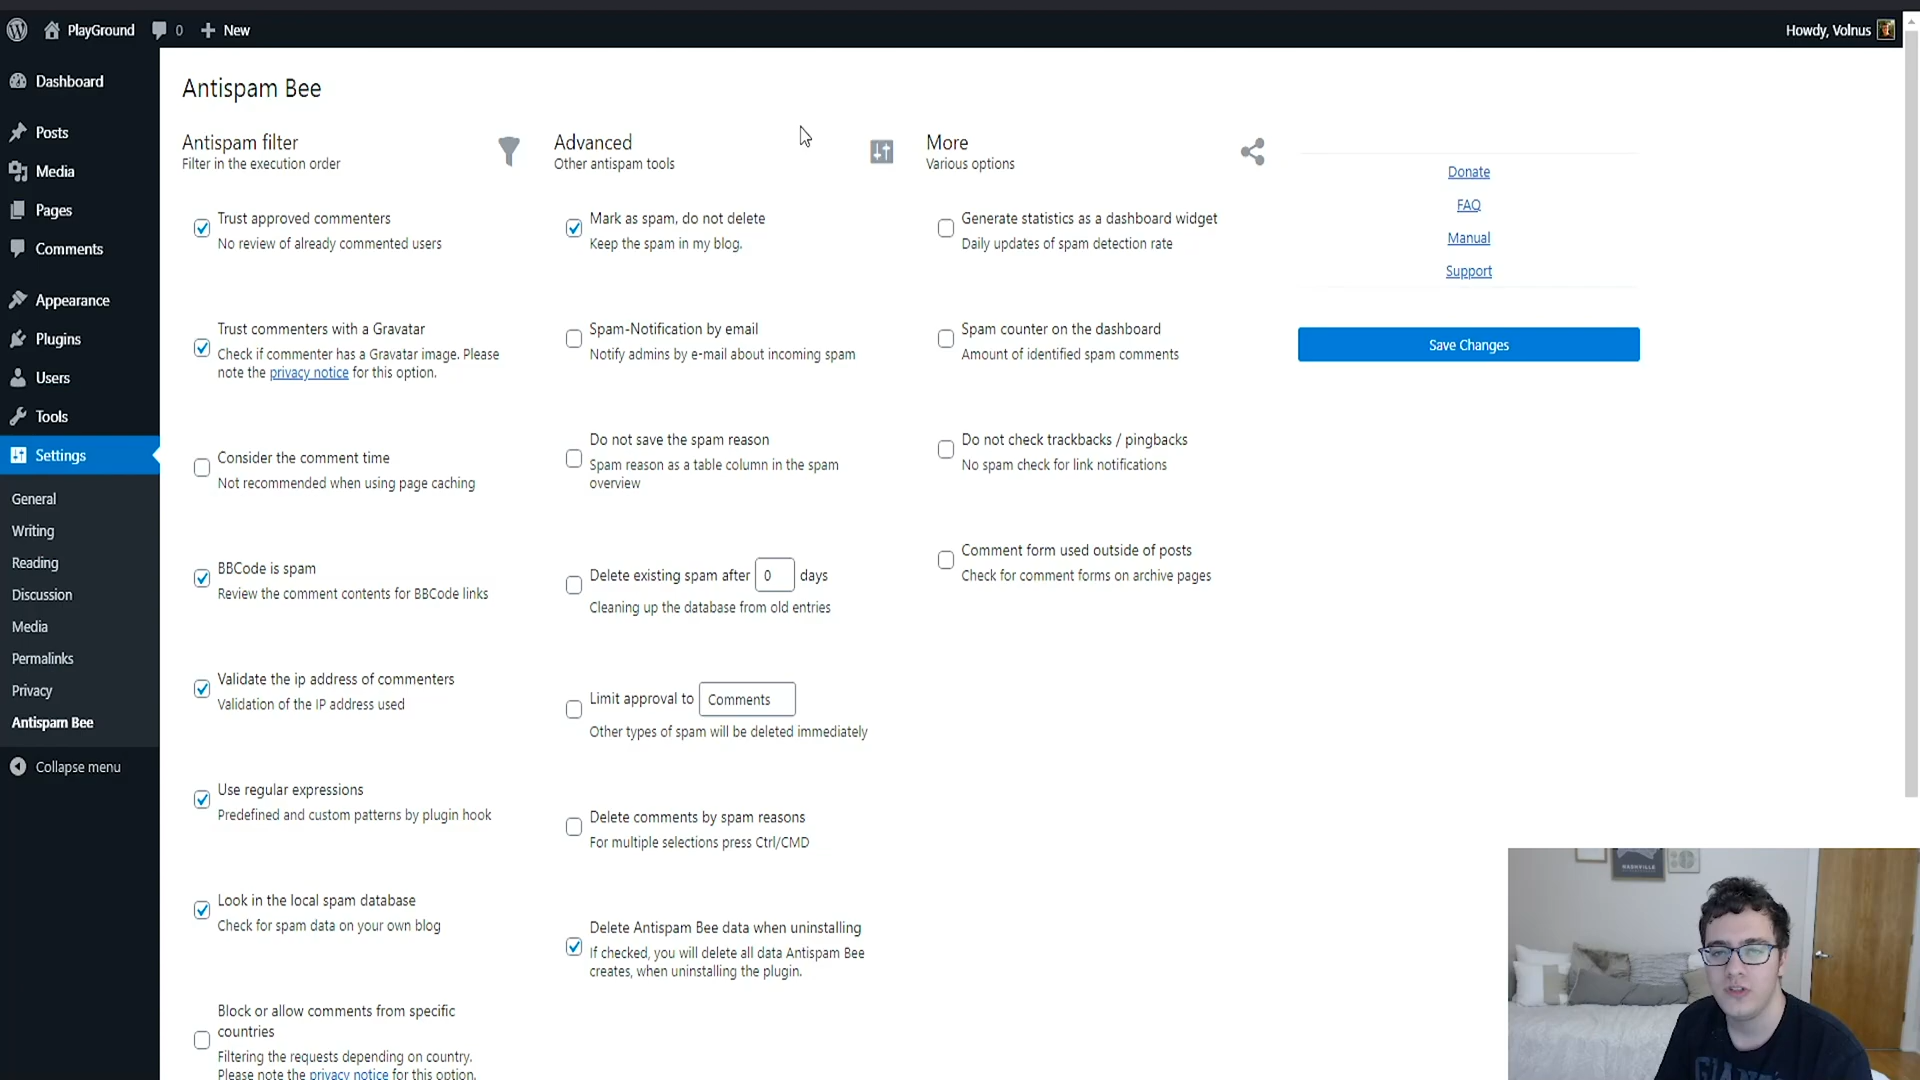 PlayGround
0
New
Howdy, Volnus
Dashboard
Posts
Media
Pages
Comments
Appearance
Plugins
Users
Tools
Settings
General
Writing
Reading
Discussion
Media
Permalinks
Privacy
Antispam Bee
Collapse menu
Antispam Bee
Antispam filter
Filter in the execution order
Trust approved commenters
No review of already commented users
Trust commenters with a Gravatar
Check if commenter has a Gravatar image. Please
note the privacy notice for this option.
Consider the comment time
Not recommended when using page caching
BBCode is spam
Review the comment contents for BBCode links
Validate the ip address of commenters
Validation of the IP address used
Use regular expressions
Predefined and custom patterns by plugin hook
Look in the local spam database
Check for spam data on your own blog
Block or allow comments from specific
countries
Filtering the requests depending on country.
Please note the privacy notice for this option.
Advanced
Other antispam tools
Mark as spam, do not delete
Keep the spam in my blog.
Spam-Notification by email
Notify admins by e-mail about incoming spam
Do not save the spam reason
Spam reason as a table column in the spam
overview
Delete existing spam after 0 days
Cleaning up the database from old entries
Limit approval to Comments
Other types of spam will be deleted immediately
Delete comments by spam reasons
For multiple selections press Ctrl/CMD
Delete Antispam Bee data when uninstalling
If checked, you will delete all data Antispam Bee
creates, when uninstalling the plugin.
More
Various options
Generate statistics as a dashboard widget
Daily updates of spam detection rate
Spam counter on the dashboard
Amount of identified spam comments
Do not check trackbacks / pingbacks
No spam check for link notifications
Comment form used outside of posts
Check for comment forms on archive pages
Donate
FAQ
Manual
Support
Save Changes
NASHVILLE